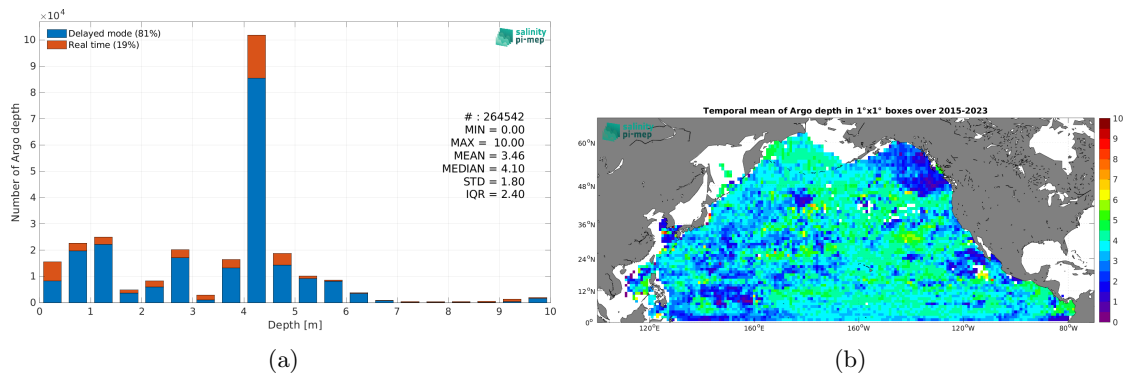 ×10⁴
Delayed mode (81%)
Real time (19%)
salinity
pi-mep
10
9
8
7
6
5
4
3
2
1
0
Number of Argo depth
# : 264542
MIN = 0.00
MAX = 10.00
MEAN = 3.46
MEDIAN = 4.10
STD = 1.80
IQR = 2.40
0 1 2 3 4 5 6 7 8 9 10
Depth [m]
(a)
Temporal mean of Argo depth in 1°x1° boxes over 2015-2023
salinity
pi-mep
60°N
48°N
36°N
24°N
12°N
0°
120°E 160°E 160°W 120°W 80°W
10
9
8
7
6
5
4
3
2
1
0
(b)